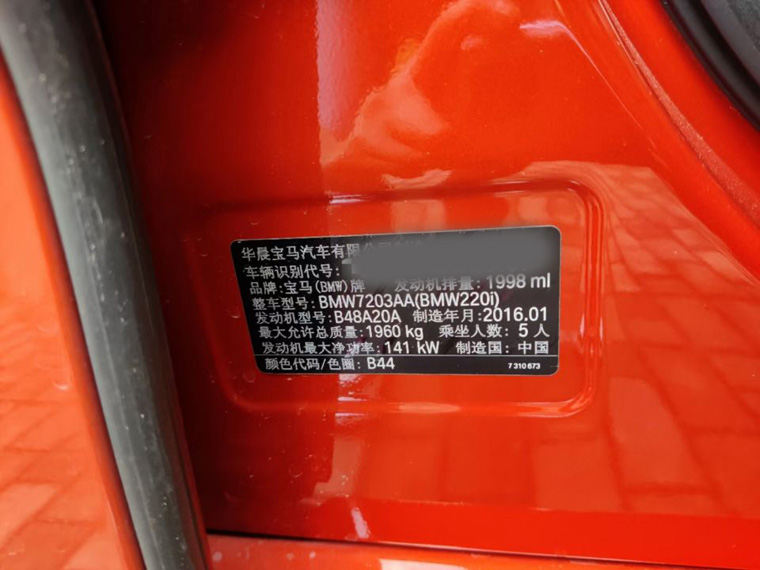 华晨宝马汽车有限
车辆识别代号:
品牌:宝马(BMW)牌 发动机排量:1998 ml
整车型号:BMW7203AA(BMW220i)
发动机型号:B48A20A 制造年月:2016.01
最大允许总质量:1960 kg 乘坐人数: 5 人
发动机最大净功率:141 kW 制造国: 中国
颜色代码/色圈: B44 7 310 673